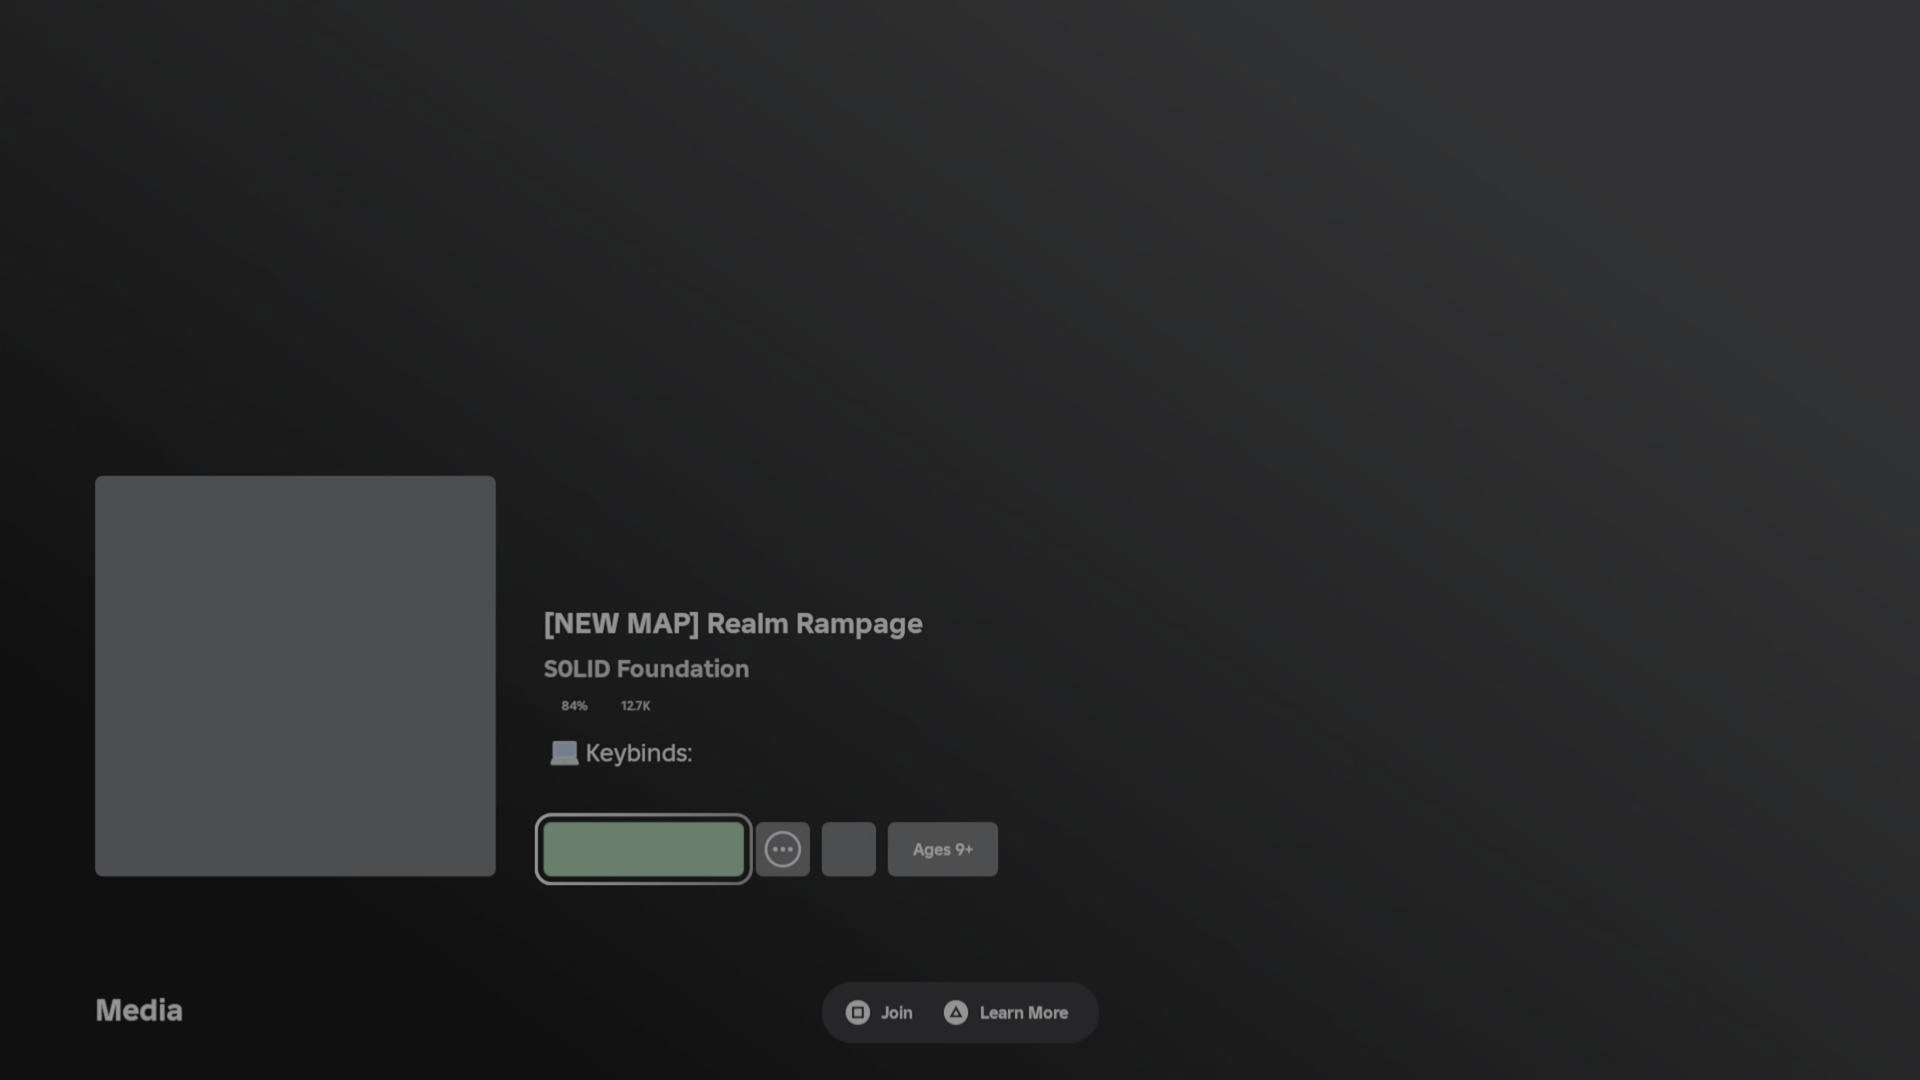 [NEW MAP] Realm Rampage
S0LID Foundation
84% 12.7K
💻 Keybinds:
Ages 9+
Media
Join Learn More